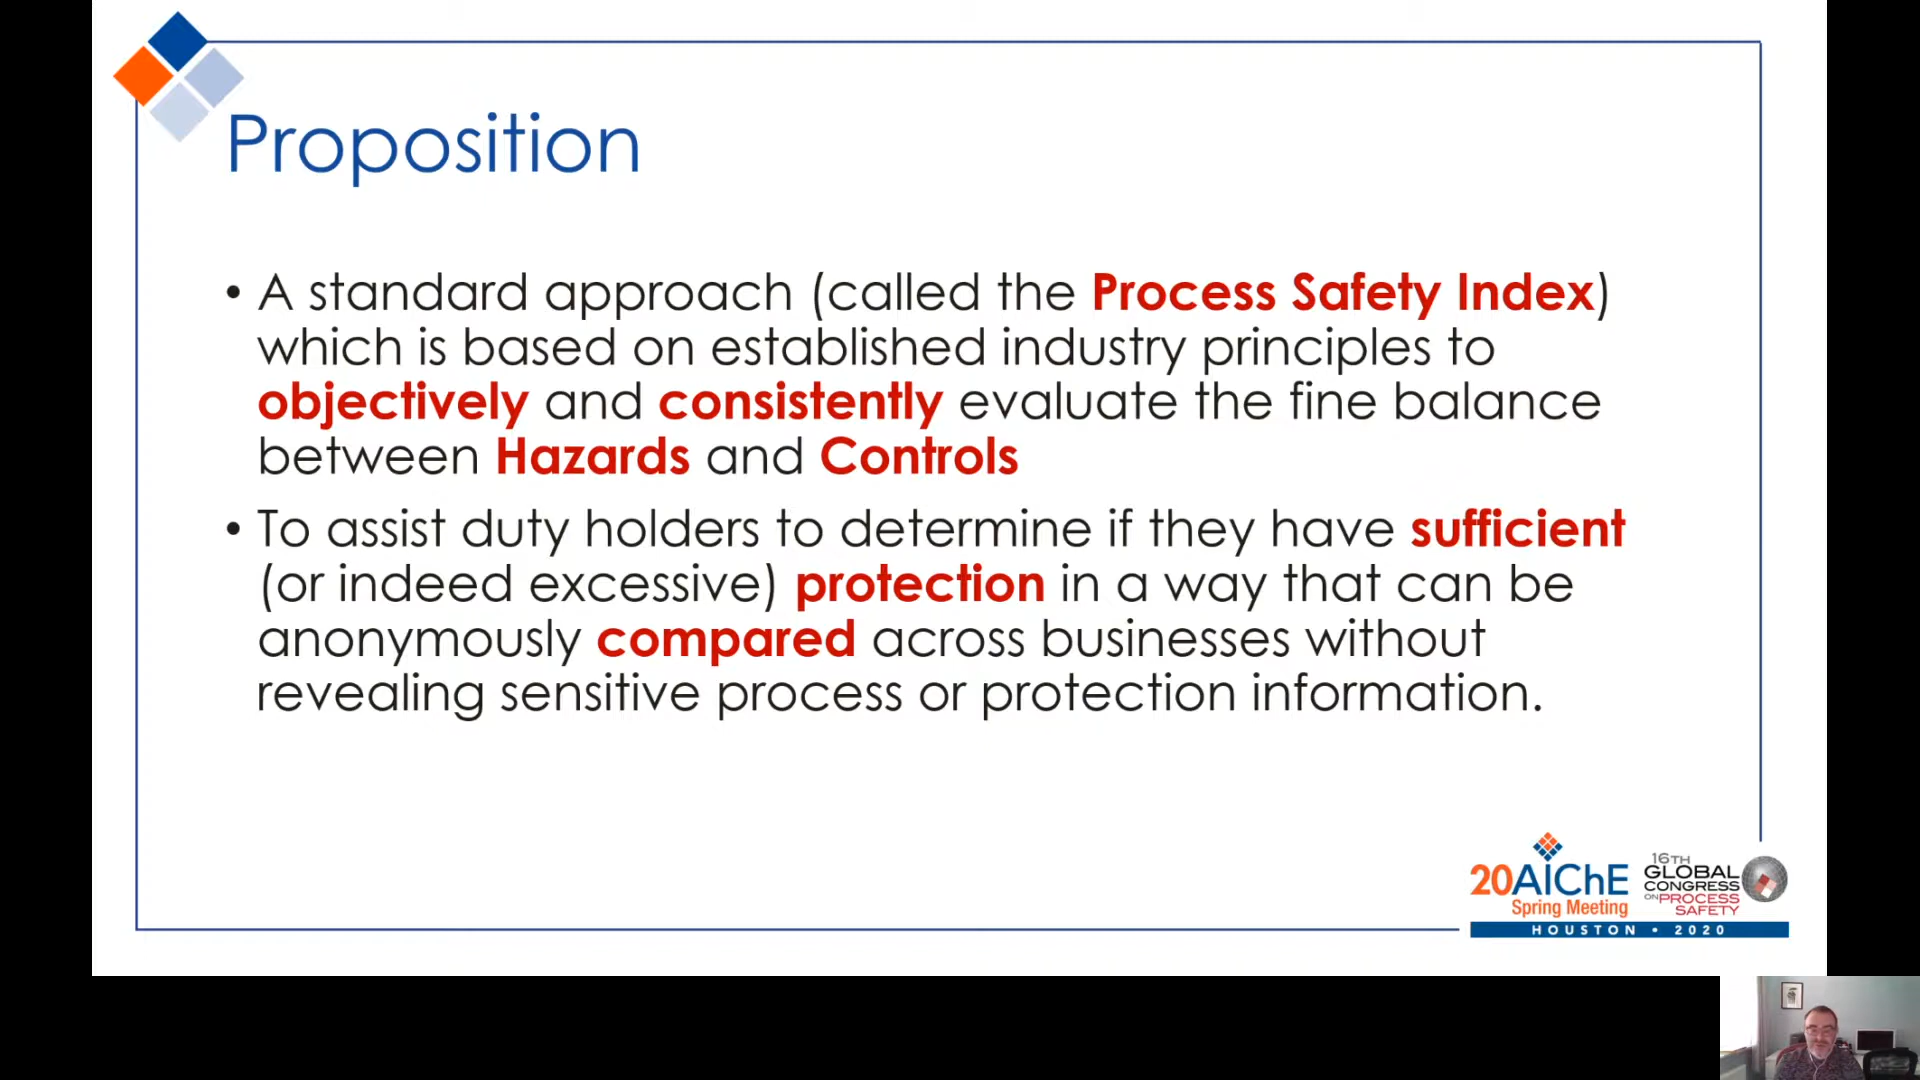 Proposition
• A standard approach (called the Process Safety Index)
which is based on established industry principles to
objectively and consistently evaluate the fine balance
between Hazards and Controls
• To assist duty holders to determine if they have sufficient
(or indeed excessive) protection in a way that can be
anonymously compared across businesses without
revealing sensitive process or protection information.
20AIChE
Spring Meeting
16TH
GLOBAL
CONGRESS
ON PROCESS
SAFETY
HOUSTON • 2020